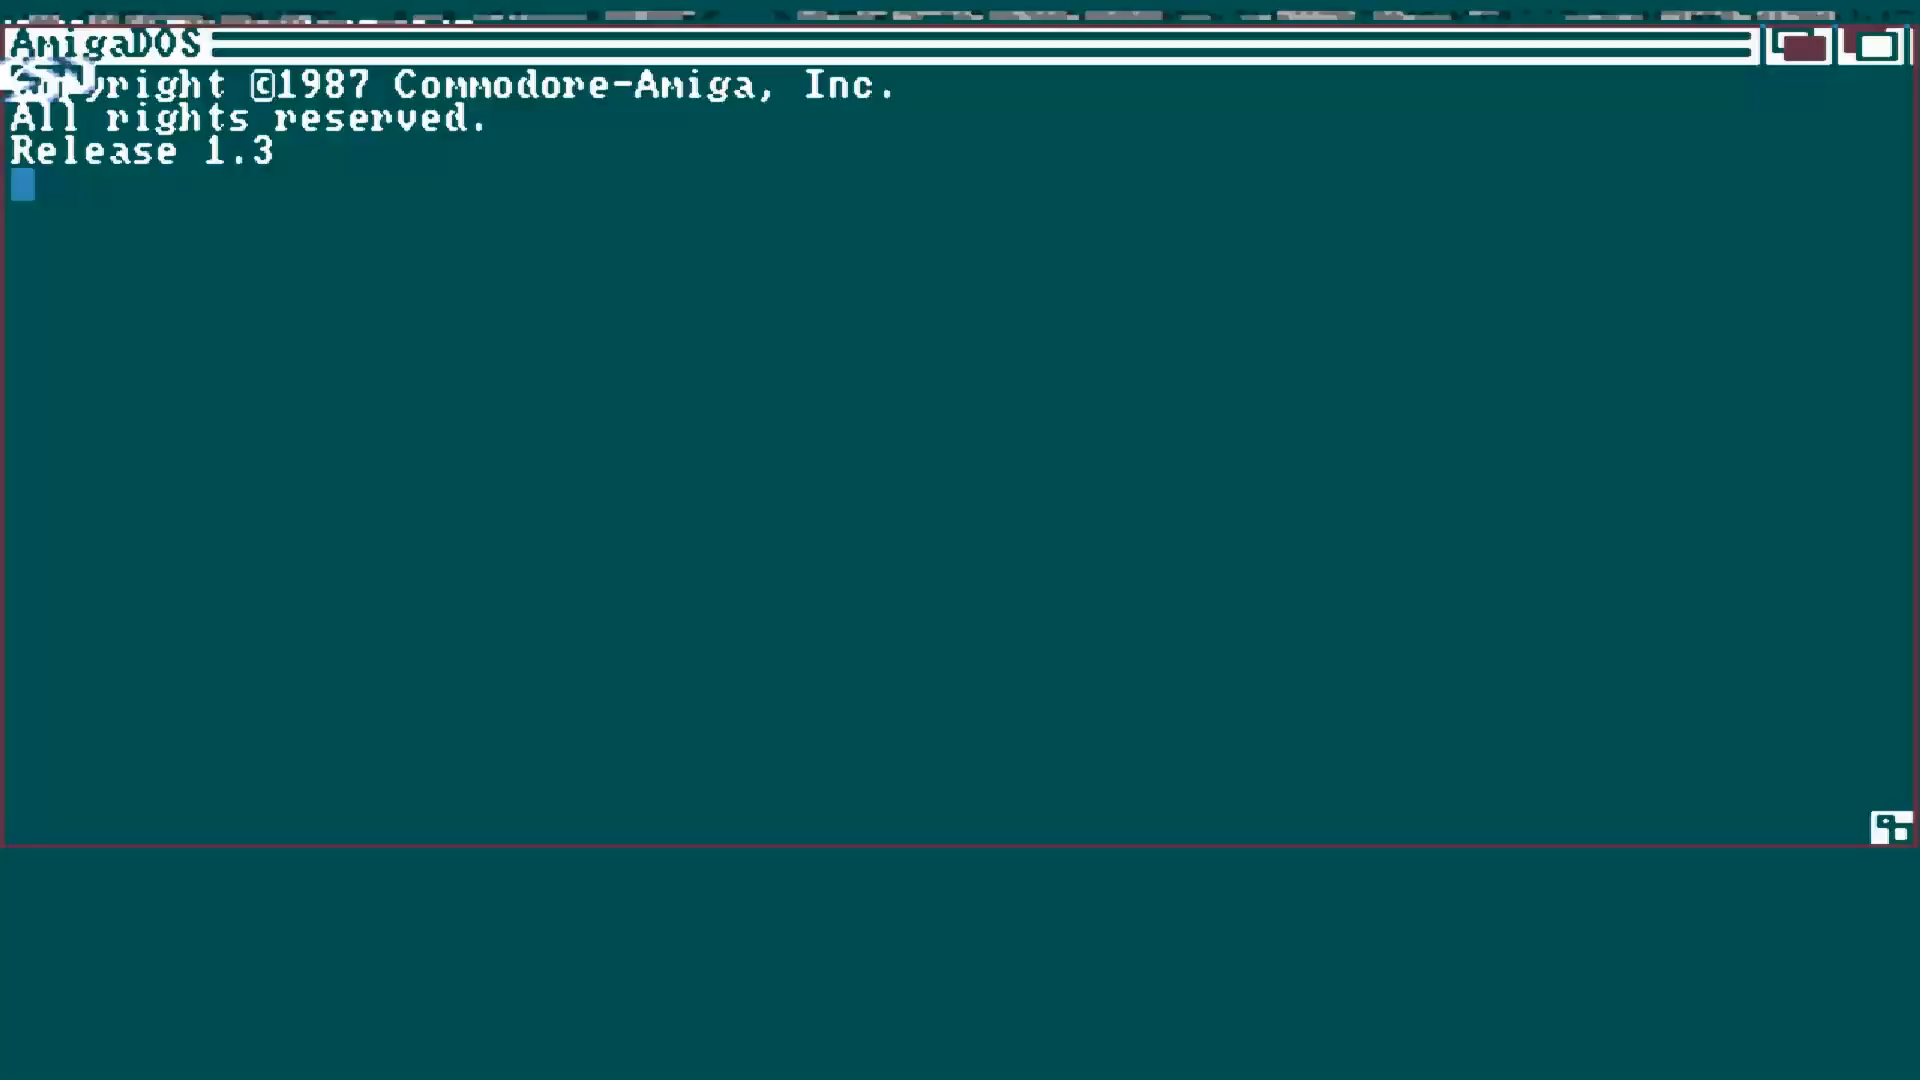 AmigaDOS
Copyright ©1987 Commodore-Amiga, Inc.
All rights reserved.
Release 1.3